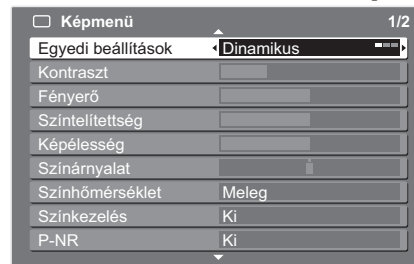 Képmenü 1/2
Egyedi beállítások Dinamikus
Kontraszt
Fényerő
Színtelítettség
Képélesség
Színárnyalat
Színhőmérséklet Meleg
Színkezelés Ki
P-NR Ki